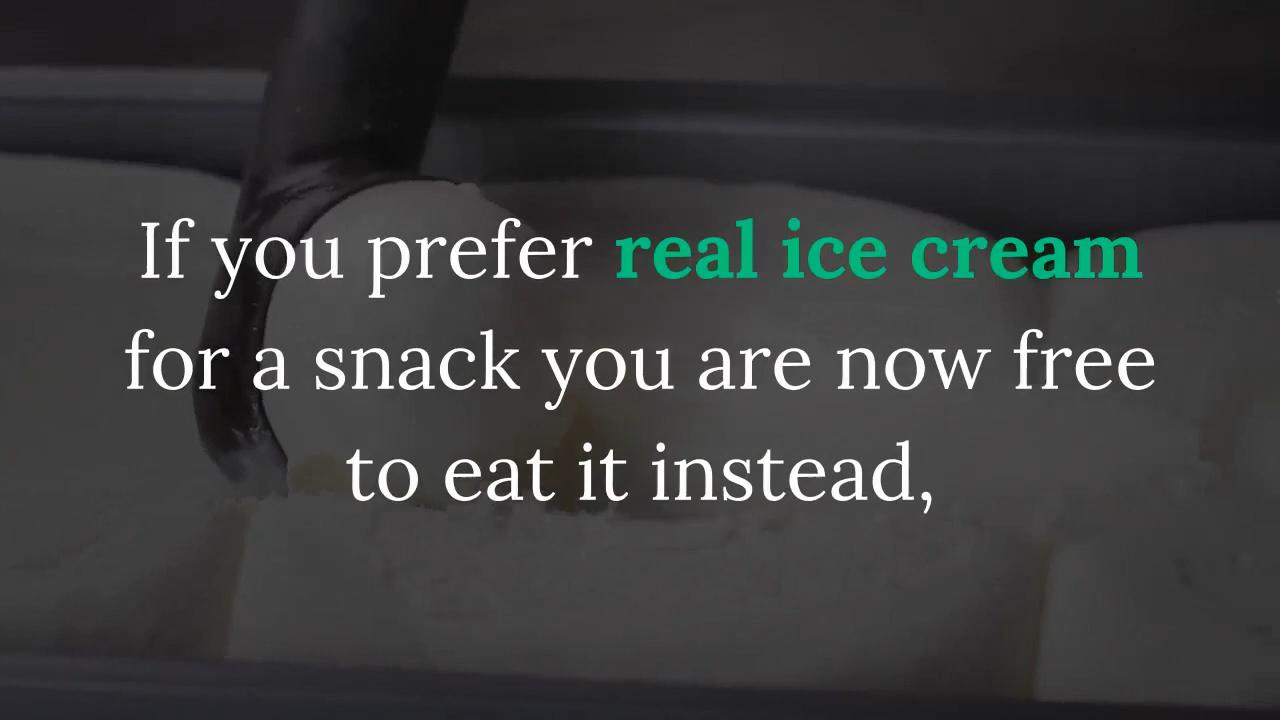 If you prefer real ice cream
for a snack you are now free
to eat it instead,